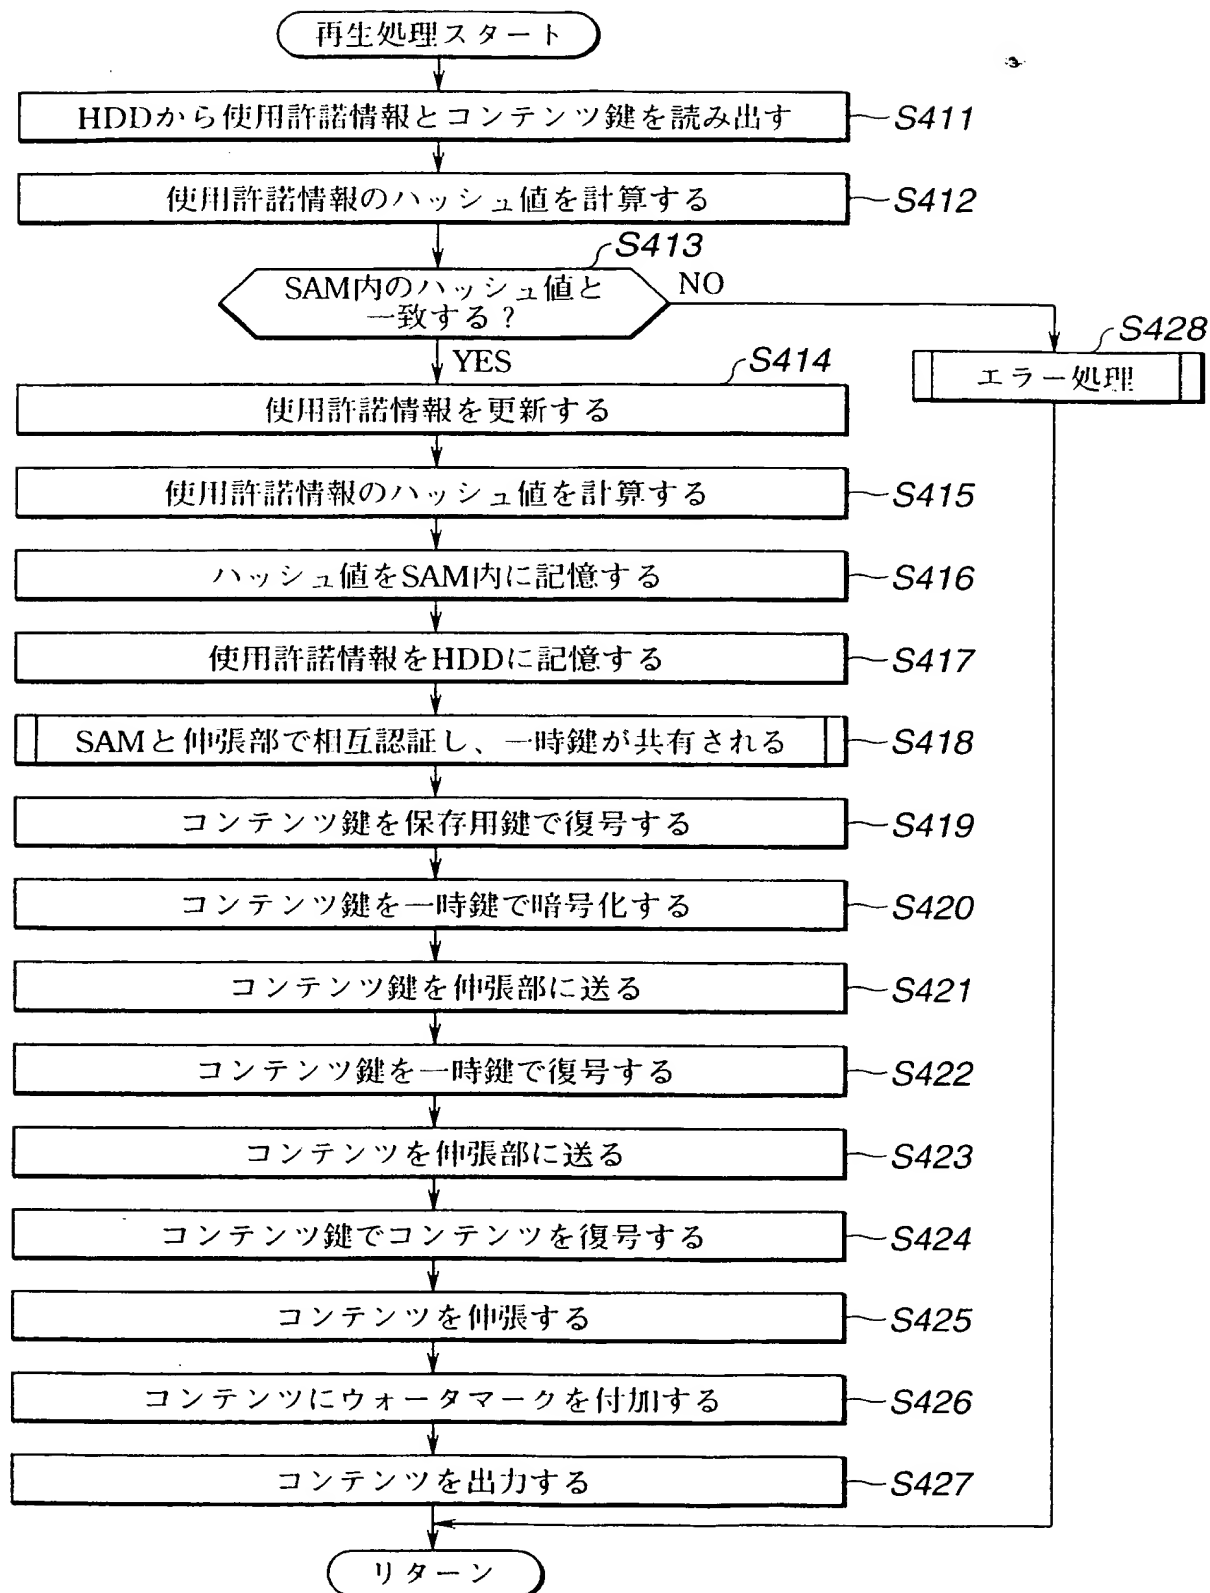 再生処理スタート
HDDから使用許諾情報とコンテンツ鍵を読み出す
S411
使用許諾情報のハッシュ値を計算する
S412
S413
SAM内のハッシュ値と
一致する？
NO
YES
S428
エラー処理
S414
使用許諾情報を更新する
使用許諾情報のハッシュ値を計算する
S415
ハッシュ値をSAM内に記憶する
S416
使用許諾情報をHDDに記憶する
S417
SAMと伸張部で相互認証し、一時鍵が共有される
S418
コンテンツ鍵を保存用鍵で復号する
S419
コンテンツ鍵を一時鍵で暗号化する
S420
コンテンツ鍵を伸張部に送る
S421
コンテンツ鍵を一時鍵で復号する
S422
コンテンツを伸張部に送る
S423
コンテンツ鍵でコンテンツを復号する
S424
コンテンツを伸張する
S425
コンテンツにウォータマークを付加する
S426
コンテンツを出力する
S427
リターン